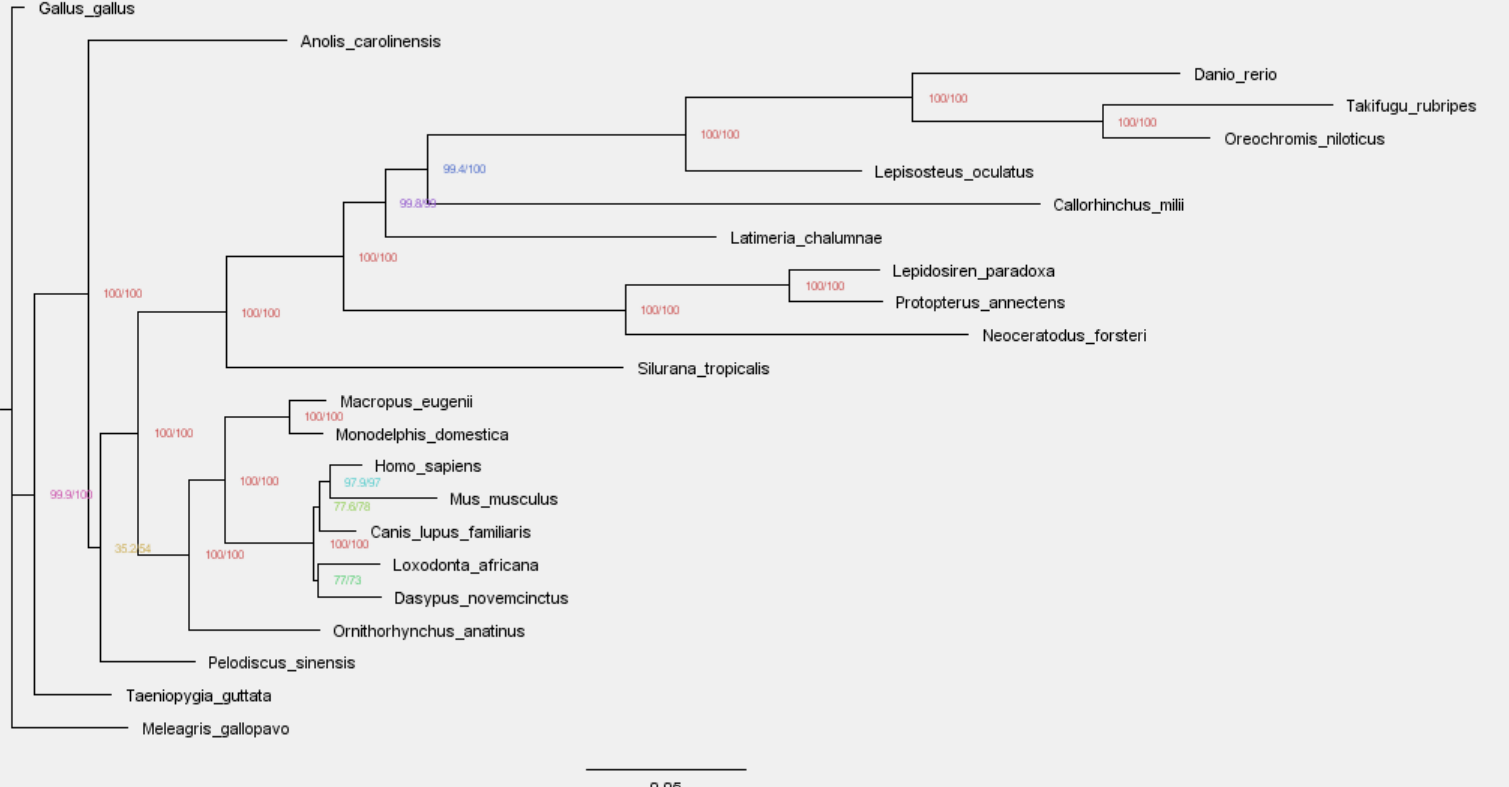 Gallus_gallus
Anolis_carolinensis
Danio_rerio
100/100
Takifugu_rubripes
100/100
100/100
Oreochromis_niloticus
99.4/100
Lepisosteus_oculatus
99.8/99
Callorhinchus_milii
Latimeria_chalumnae
100/100
Lepidosiren_paradoxa
100/100
100/100
Protopterus_annectens
100/100
100/100
Neoceratodus_forsteri
Silurana_tropicalis
Macropus_eugenii
100/100
100/100
Monodelphis_domestica
Homo_sapiens
100/100
97.9/97
99.9/100
Mus_musculus
77.6/78
Canis_lupus_familiaris
35.2/54
100/100
100/100
Loxodonta_africana
77/73
Dasypus_novemcinctus
Ornithorhynchus_anatinus
Pelodiscus_sinensis
Taeniopygia_guttata
Meleagris_gallopavo